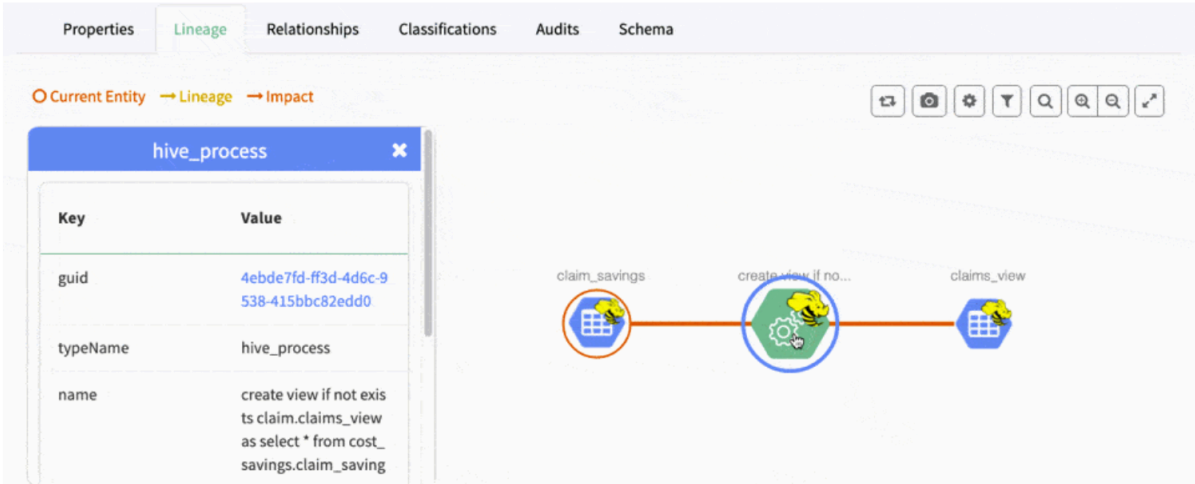 Properties Lineage Relationships Classifications Audits Schema
Current Entity Lineage Impact
hive_process
Key Value
guid 4ebde7fd-ff3d-4d6c-9
538-415bbc82edd0
typeName hive_process
name create view if not exis
ts claim.claims_view
as select * from cost_
savings.claim_saving
claim_savings create view if no... claims_view